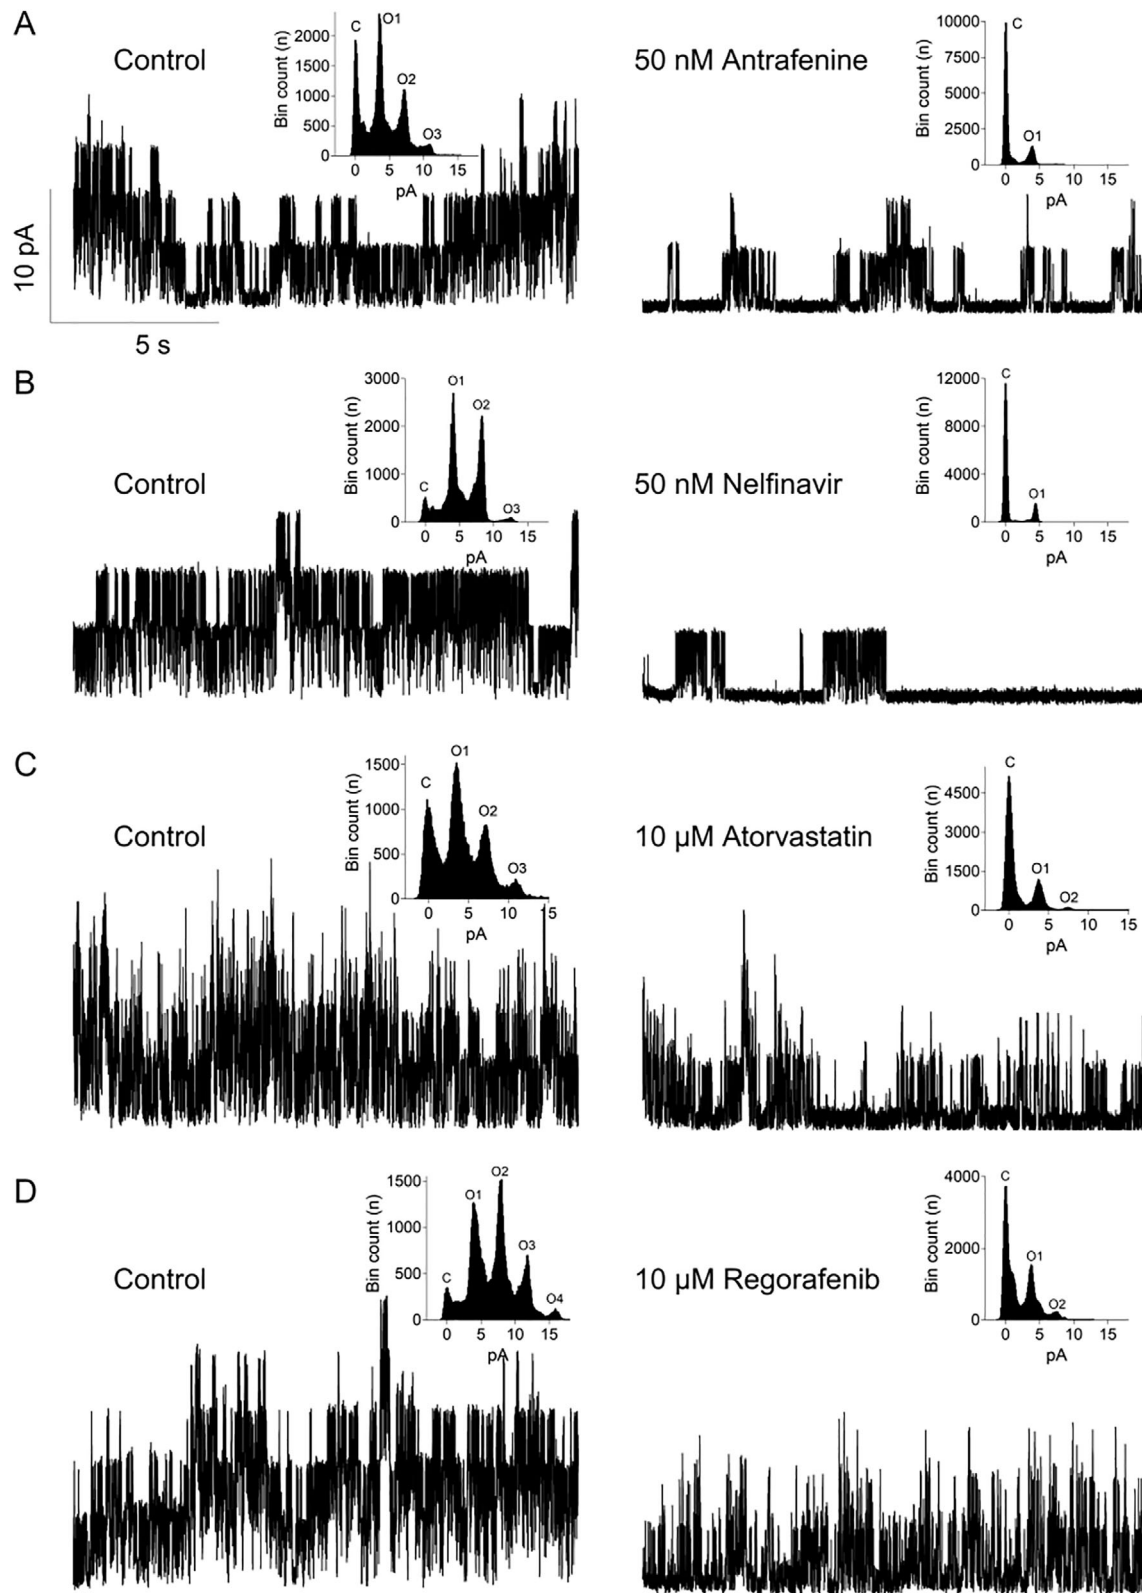 A
Control
Bin count (n)
2000
1500
1000
500
0
C
O1
O2
O3
0 5 10 15
pA
10 pA
5 s
50 nM Antrafenine
Bin count (n)
10000
7500
5000
2500
0
C
O1
0 5 10 15
pA
B
Control
Bin count (n)
3000
2000
1000
0
C
O1
O2
O3
0 5 10 15
pA
50 nM Nelfinavir
Bin count (n)
12000
8000
4000
0
C
O1
0 5 10 15
pA
C
Control
Bin count (n)
1500
1000
500
0
C
O1
O2
O3
0 5 10 15
pA
10 µM Atorvastatin
Bin count (n)
4500
3000
1500
0
C
O1
O2
0 5 10 15
pA
D
Control
Bin count (n)
1500
1000
500
0
C
O1
O2
O3
O4
0 5 10 15
pA
10 µM Regorafenib
Bin count (n)
4000
2000
0
C
O1
O2
0 5 10 15
pA